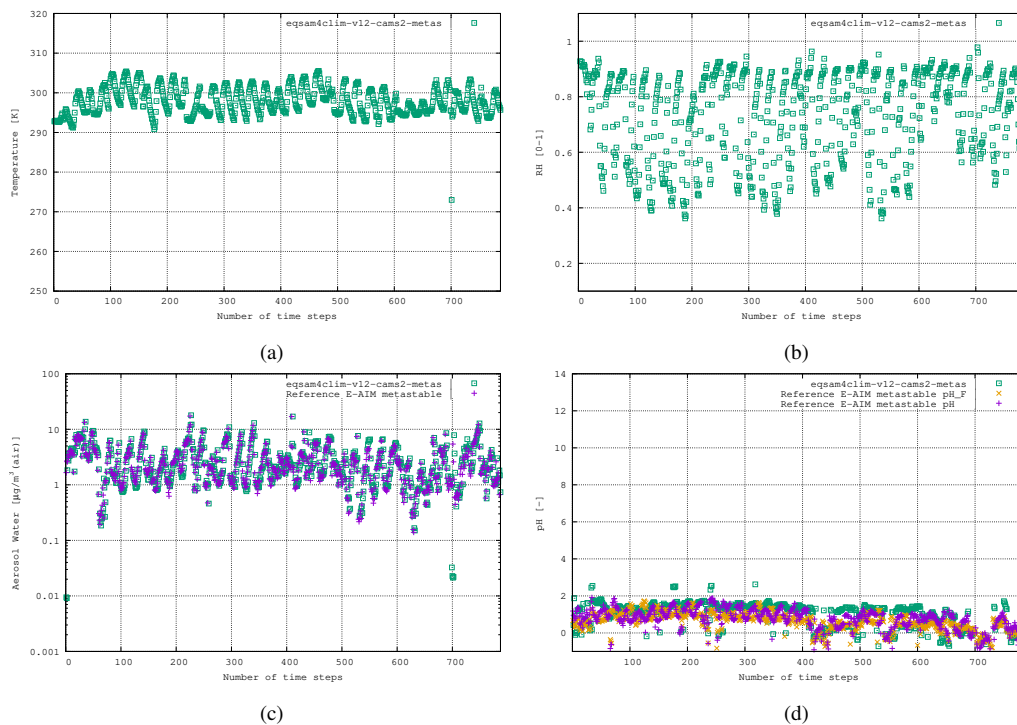 320
eqsam4clim-v12-cams2-metas
310
300
290
280
270
260
250
0 100 200 300 400 500 600 700
Temperature [K]
Number of time steps
(a)
eqsam4clim-v12-cams2-metas
1
0.8
0.6
0.4
0.2
0 100 200 300 400 500 600 700
RH [0-1]
Number of time steps
(b)
100
eqsam4clim-v12-cams2-metas
Reference E-AIM metastable
10
1
0.1
0.01
0.001
0 100 200 300 400 500 600 700
Aerosol Water [µg/m³(air)]
Number of time steps
(c)
14
eqsam4clim-v12-cams2-metas
Reference E-AIM metastable pH_F
Reference E-AIM metastable pH
12
10
8
6
4
2
0
100 200 300 400 500 600 700
pH [-]
Number of time steps
(d)